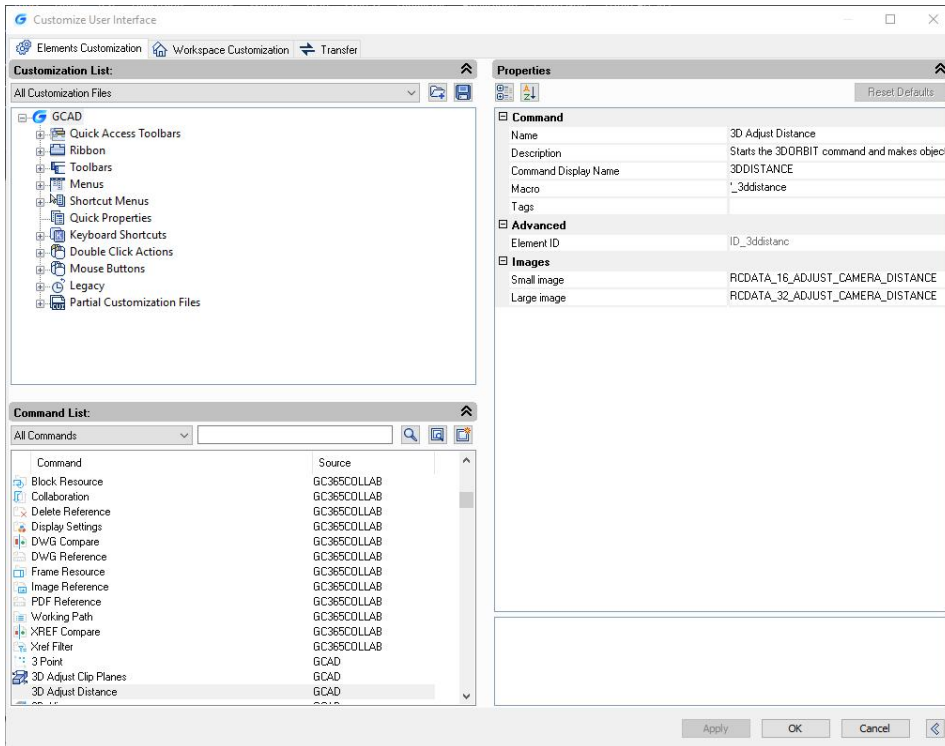 Customize User Interface
Elements Customization Workspace Customization Transfer
Customization List:
All Customization Files
GCAD
Quick Access Toolbars
Ribbon
Toolbars
Menus
Shortcut Menus
Quick Properties
Keyboard Shortcuts
Double Click Actions
Mouse Buttons
Legacy
Partial Customization Files
Command List:
All Commands
Command Source
Block Resource GC365COLLAB
Collaboration GC365COLLAB
Delete Reference GC365COLLAB
Display Settings GC365COLLAB
DWG Compare GC365COLLAB
DWG Reference GC365COLLAB
Frame Resource GC365COLLAB
Image Reference GC365COLLAB
PDF Reference GC365COLLAB
Working Path GC365COLLAB
XREF Compare GC365COLLAB
Xref Filter GC365COLLAB
3 Point GCAD
3D Adjust Clip Planes GCAD
3D Adjust Distance GCAD
Properties
Reset Defaults
Command
Name 3D Adjust Distance
Description Starts the 3DORBIT command and makes objec
Command Display Name 3DDISTANCE
Macro '_3ddistance
Tags
Advanced
Element ID ID_3ddistanc
Images
Small image RCDATA_16_ADJUST_CAMERA_DISTANCE
Large image RCDATA_32_ADJUST_CAMERA_DISTANCE
Apply OK Cancel